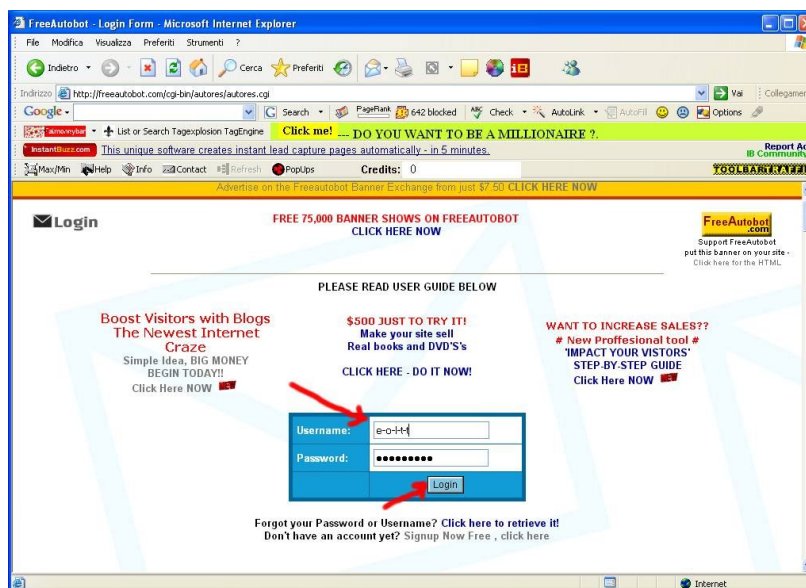 FreeAutobot - Login Form - Microsoft Internet Explorer
File Modifica Visualizza Preferiti Strumenti ?
Indietro Cerca Preferiti
Indirizzo http://freeautobot.com/cgi-bin/autores/autores.cgi Vai Collegamen
Google Search PageRank 642 blocked Check AutoLink AutoFill Options
List or Search Tagexplosion TagEngine Click me! ... DO YOU WANT TO BE A MILLIONAIRE ?.
InstantBuzz.com This unique software creates instant lead capture pages automatically - in 5 minutes. Report Ad
IB Community
Max/Min Help Info Contact Refresh PopUps Credits: 0
Advertise on the Freeautobot Banner Exchange from just $7.50 CLICK HERE NOW
Login
FREE 75,000 BANNER SHOWS ON FREEAUTOBOT
CLICK HERE NOW
FreeAutobot
.com
Support FreeAutobot
put this banner on your site -
Click here for the HTML
PLEASE READ USER GUIDE BELOW
Boost Visitors with Blogs
The Newest Internet
Craze
Simple Idea, BIG MONEY
BEGIN TODAY!!
Click Here NOW
$500 JUST TO TRY IT!
Make your site sell
Real books and DVD'S's
CLICK HERE - DO IT NOW!
WANT TO INCREASE SALES??
# New Proffesional tool #
'IMPACT YOUR VISTORS'
STEP-BY-STEP GUIDE
Click Here NOW
Username: e-o-l-t-t
Password:
Login
Forgot your Password or Username? Click here to retrieve it!
Don't have an account yet? Signup Now Free , click here
Internet